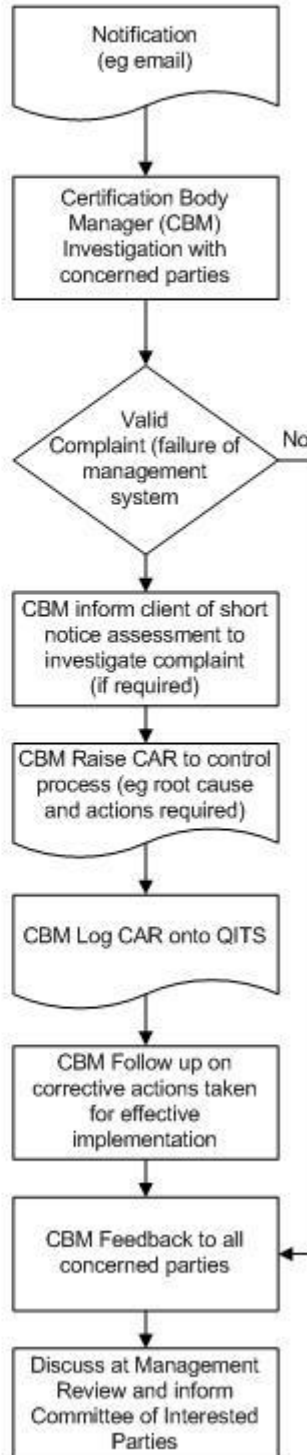 Notification
(eg email)
Certification Body
Manager (CBM)
Investigation with
concerned parties
Valid
Complaint (failure of
management
system
No
CBM inform client of short
notice assessment to
investigate complaint
(if required)
CBM Raise CAR to control
process (eg root cause
and actions required)
CBM Log CAR onto QITS
CBM Follow up on
corrective actions taken
for effective
implementation
CBM Feedback to all
concerned parties
Discuss at Management
Review and inform
Committee of Interested
Parties